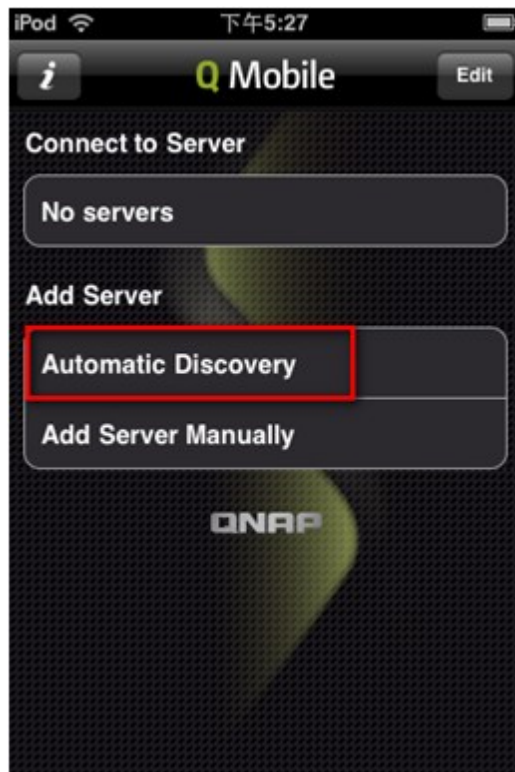 iPod 下午5:27
i Q Mobile Edit
Connect to Server
No servers
Add Server
Automatic Discovery
Add Server Manually
QNAP